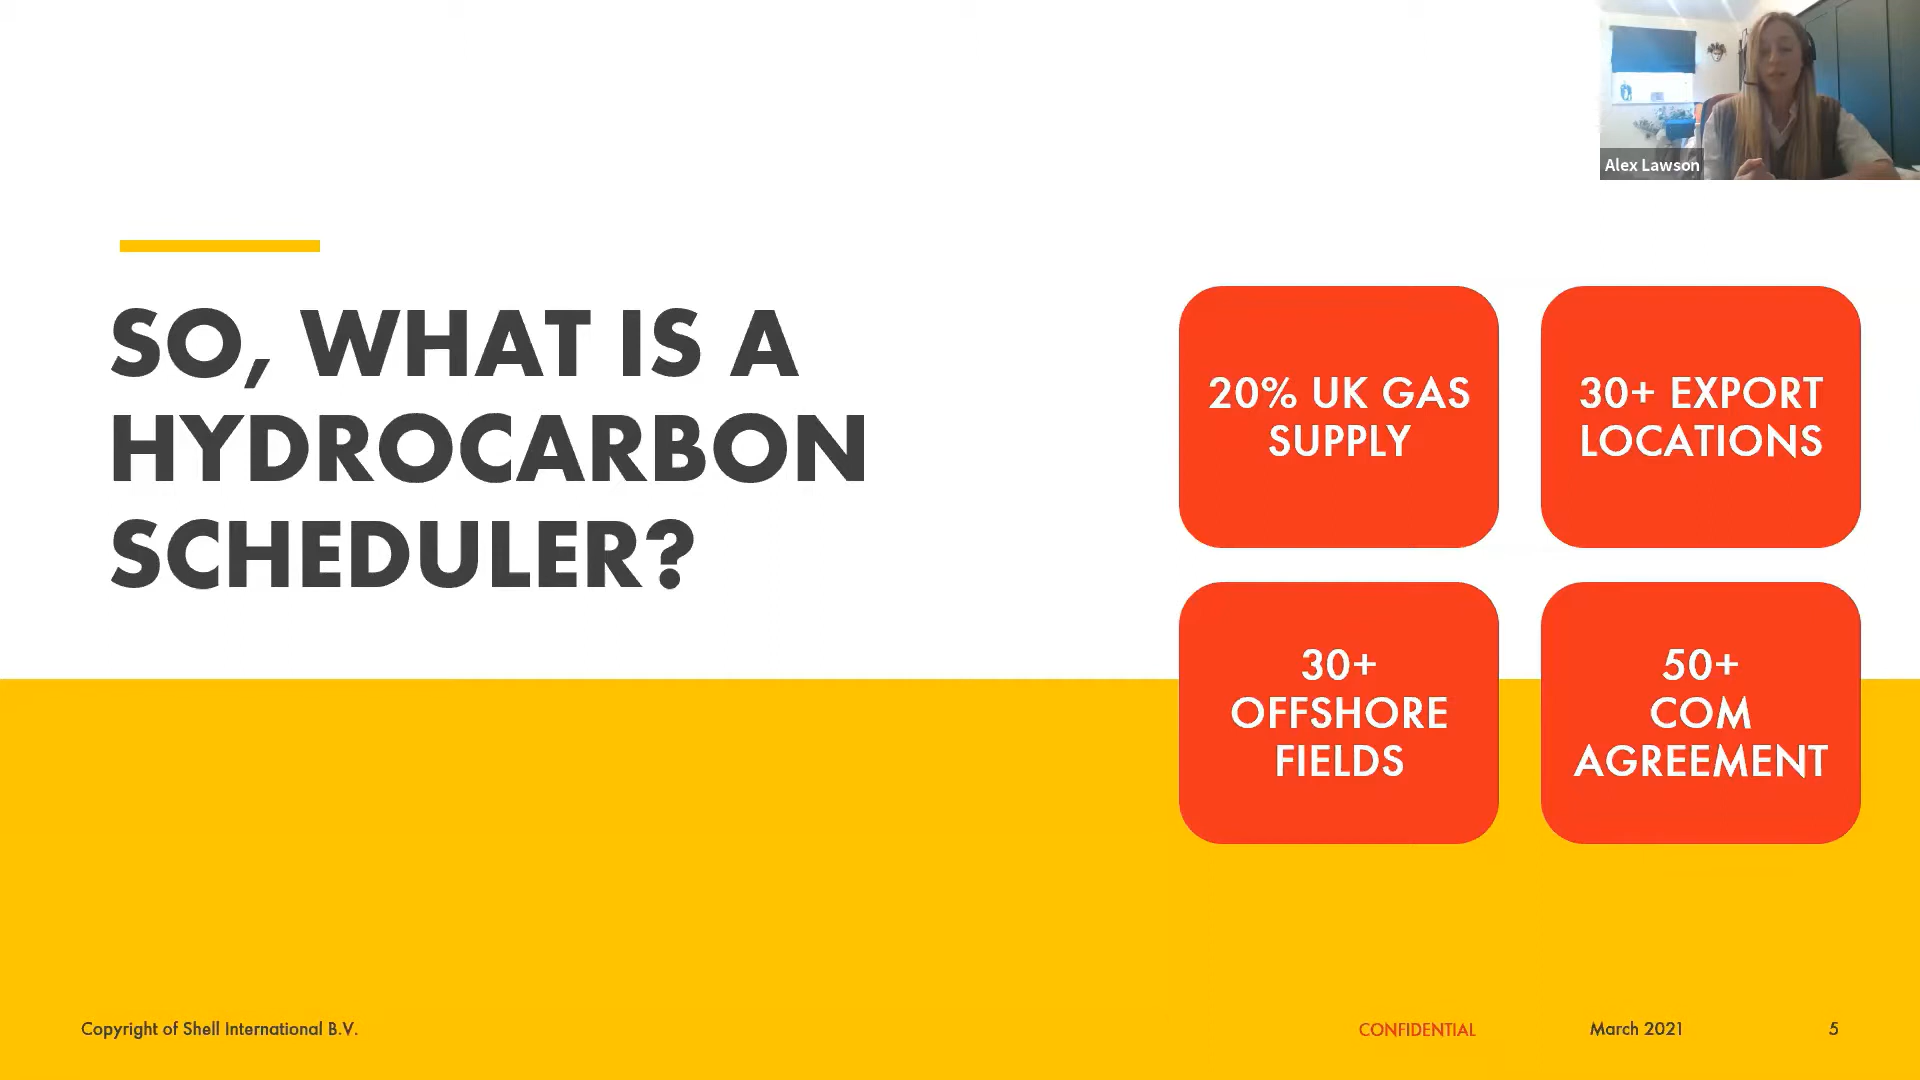 Alex Lawson
SO, WHAT IS A
HYDROCARBON
SCHEDULER?
20% UK GAS
SUPPLY
30+ EXPORT
LOCATIONS
30+
OFFSHORE
FIELDS
50+
COM
AGREEMENT
Copyright of Shell International B.V.
CONFIDENTIAL
March 2021
5